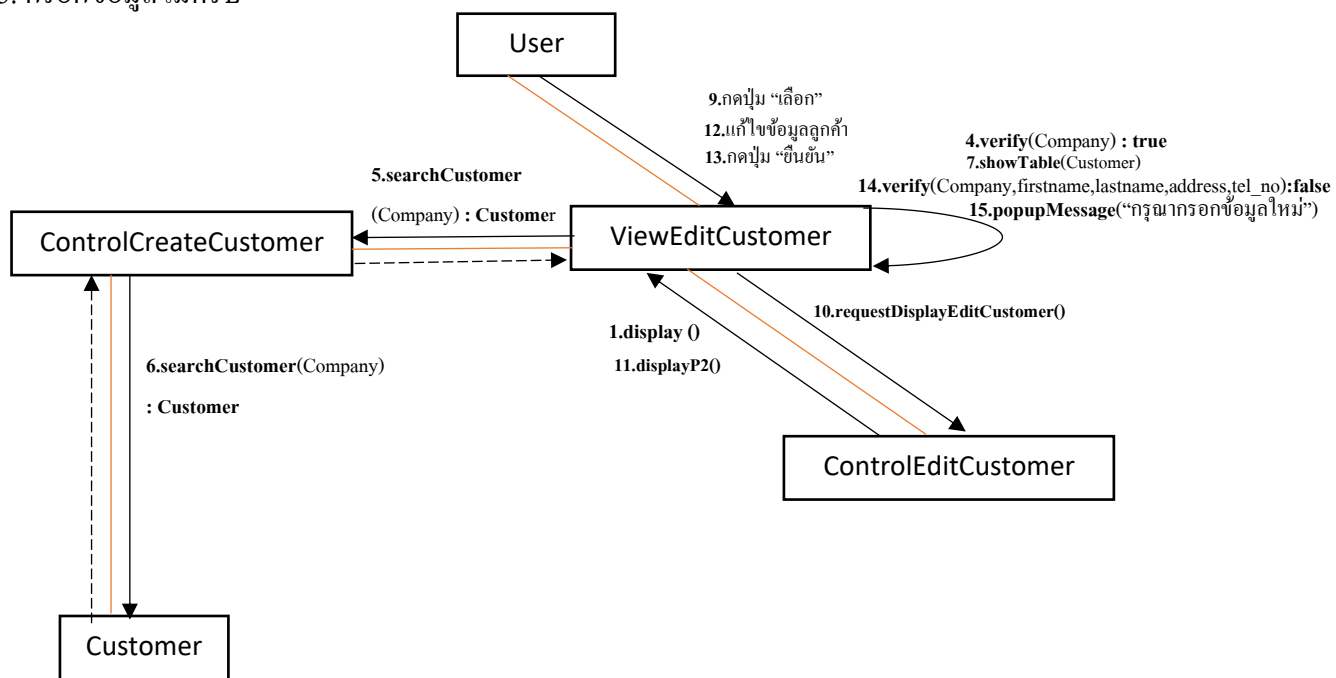 User
9.กดปุ่ม “เลือก”
12.แก้ไขข้อมูลลูกค้า
13.กดปุ่ม “ยืนยัน”
4.verify(Company) : true
7.showTable(Customer)
14.verify(Company,firstname,lastname,address,tel_no):false
15.popupMessage(“กรุณากรอกข้อมูลใหม่”)
5.searchCustomer
(Company) : Customer
ControlCreateCustomer
ViewEditCustomer
10.requestDisplayEditCustomer()
1.display ()
11.displayP2()
6.searchCustomer(Company)
: Customer
ControlEditCustomer
Customer